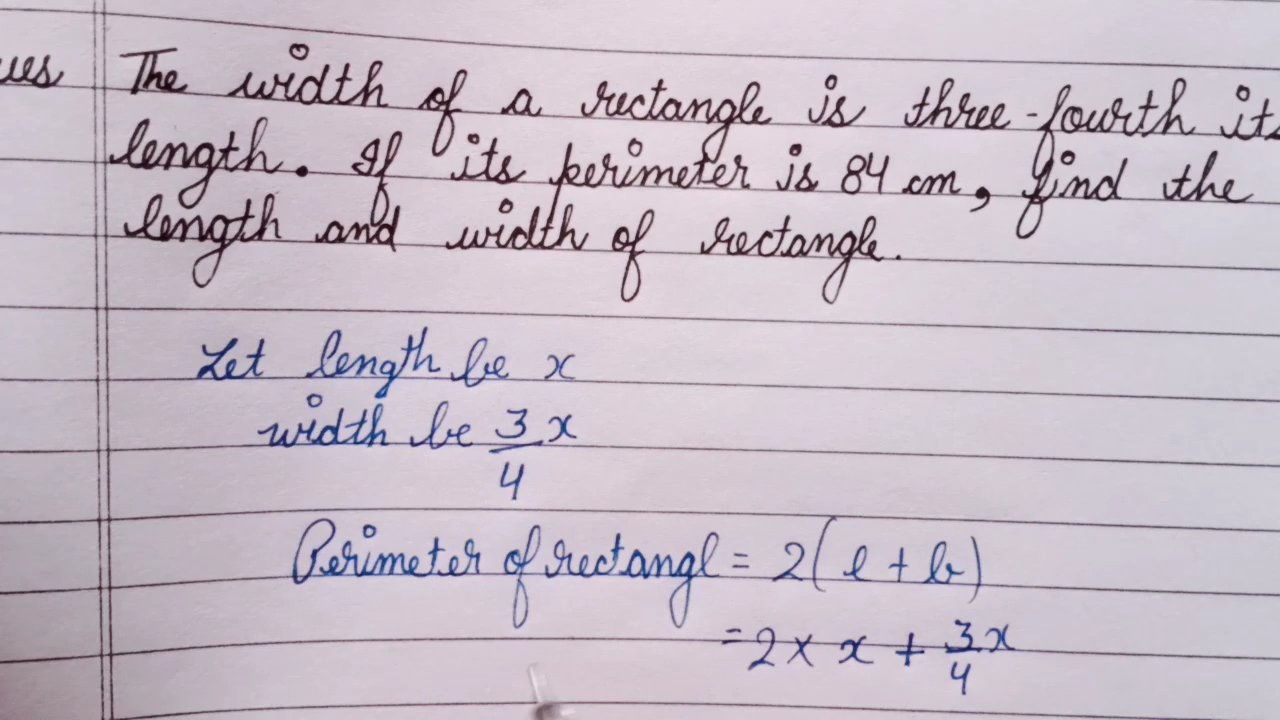 The width of a rectangle is three-fourth its
length. If its perimeter is 84 cm, find the
length and width of rectangle.
Let length be x
width be 3/4 x
Perimeter of rectangl = 2(l + b)
= 2 × x + 3/4 x